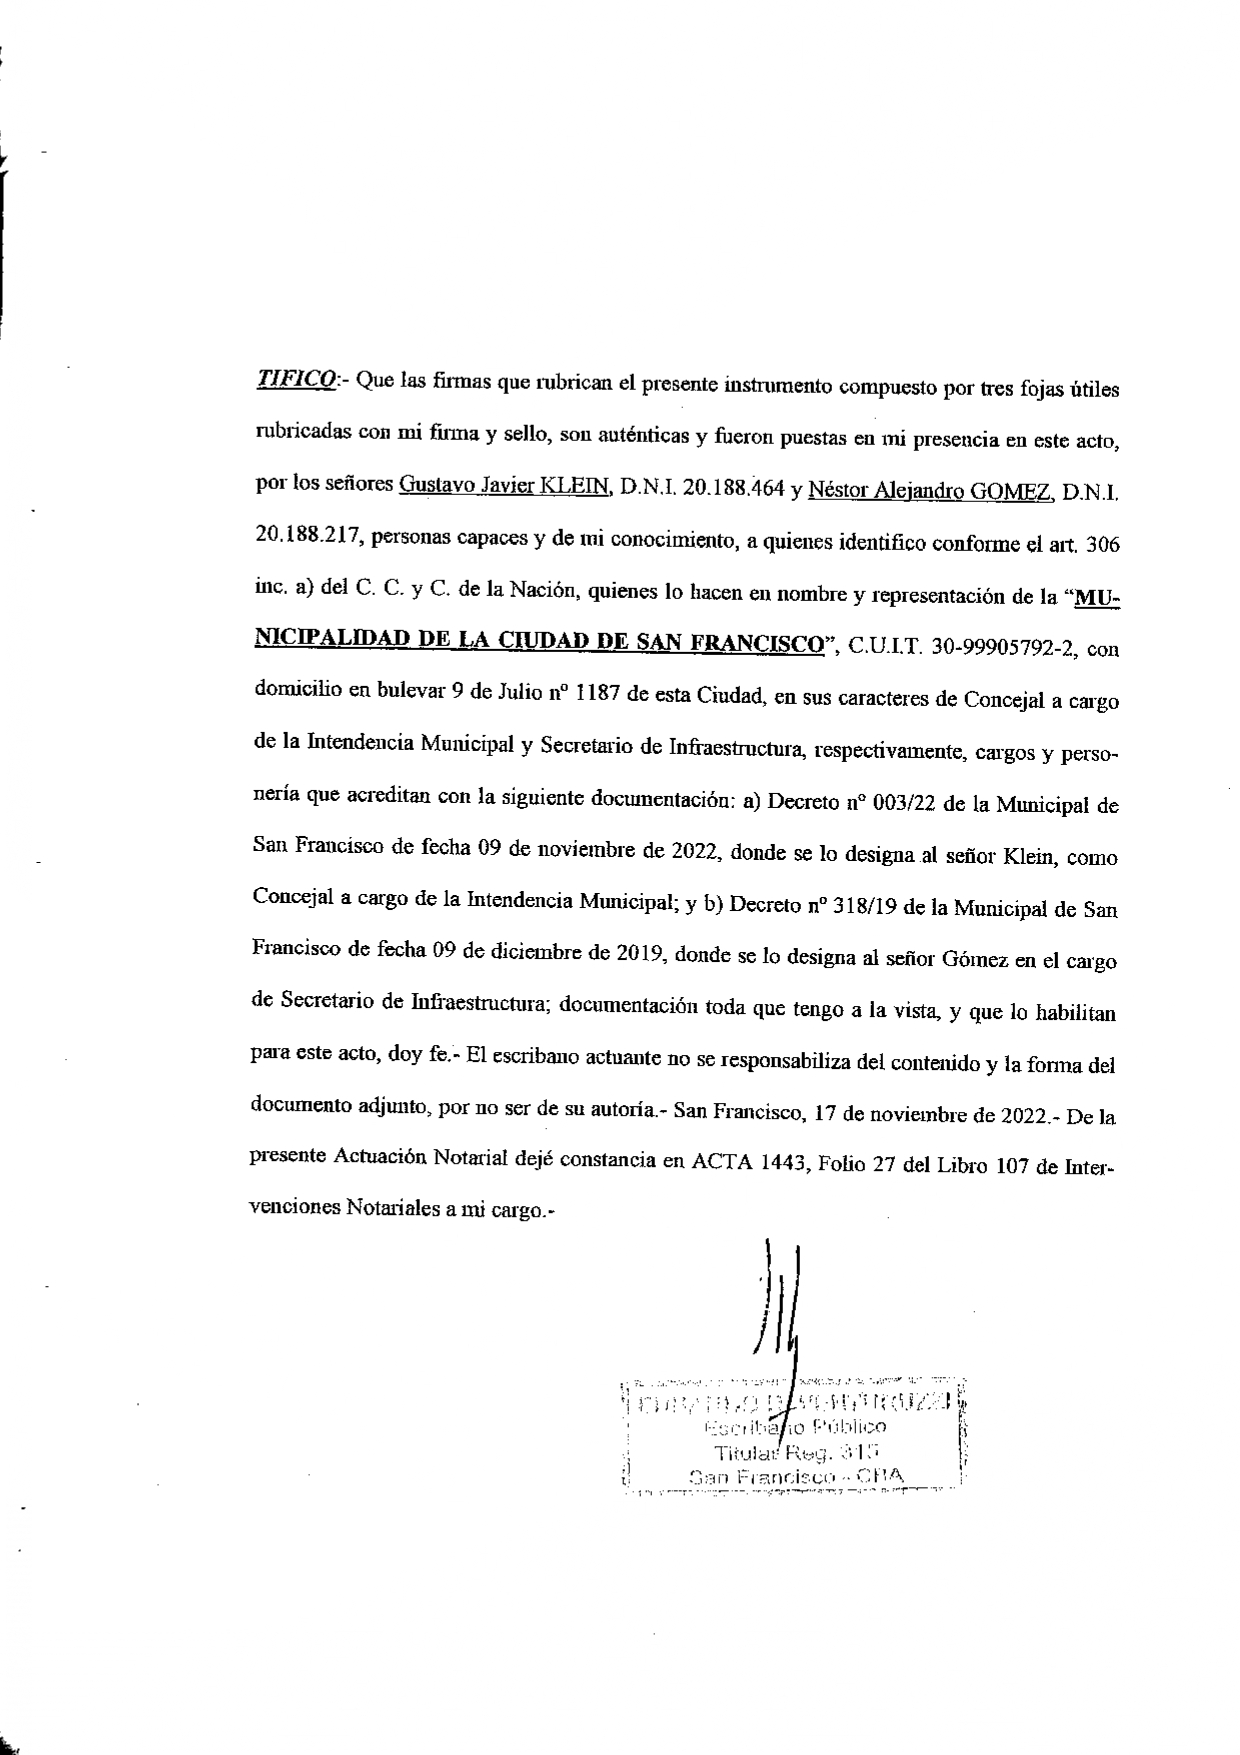 TIFICO:- Que las firmas que rubrican el presente instrumento compuesto por tres fojas útiles
rubricadas con mi firma y sello, son auténticas y fueron puestas en mi presencia en este acto,
por los señores Gustavo Javier KLEIN, D.N.I. 20.188.464 y Néstor Alejandro GOMEZ, D.N.I.
20.188.217, personas capaces y de mi conocimiento, a quienes identifico conforme el art. 306
inc. a) del C. C. y C. de la Nación, quienes lo hacen en nombre y representación de la “MU-
NICIPALIDAD DE LA CIUDAD DE SAN FRANCISCO”, C.U.I.T. 30-99905792-2, con
domicilio en bulevar 9 de Julio nº 1187 de esta Ciudad, en sus caracteres de Concejal a cargo
de la Intendencia Municipal y Secretario de Infraestructura, respectivamente, cargos y perso-
nería que acreditan con la siguiente documentación: a) Decreto nº 003/22 de la Municipal de
San Francisco de fecha 09 de noviembre de 2022, donde se lo designa al señor Klein, como
Concejal a cargo de la Intendencia Municipal; y b) Decreto nº 318/19 de la Municipal de San
Francisco de fecha 09 de diciembre de 2019, donde se lo designa al señor Gómez en el cargo
de Secretario de Infraestructura; documentación toda que tengo a la vista, y que lo habilitan
para este acto, doy fe.- El escribano actuante no se responsabiliza del contenido y la forma del
documento adjunto, por no ser de su autoría.- San Francisco, 17 de noviembre de 2022.- De la
presente Actuación Notarial dejé constancia en ACTA 1443, Folio 27 del Libro 107 de Inter-
venciones Notariales a mi cargo.-
Escribano Público
Titular Reg. 315
San Francisco - CBA